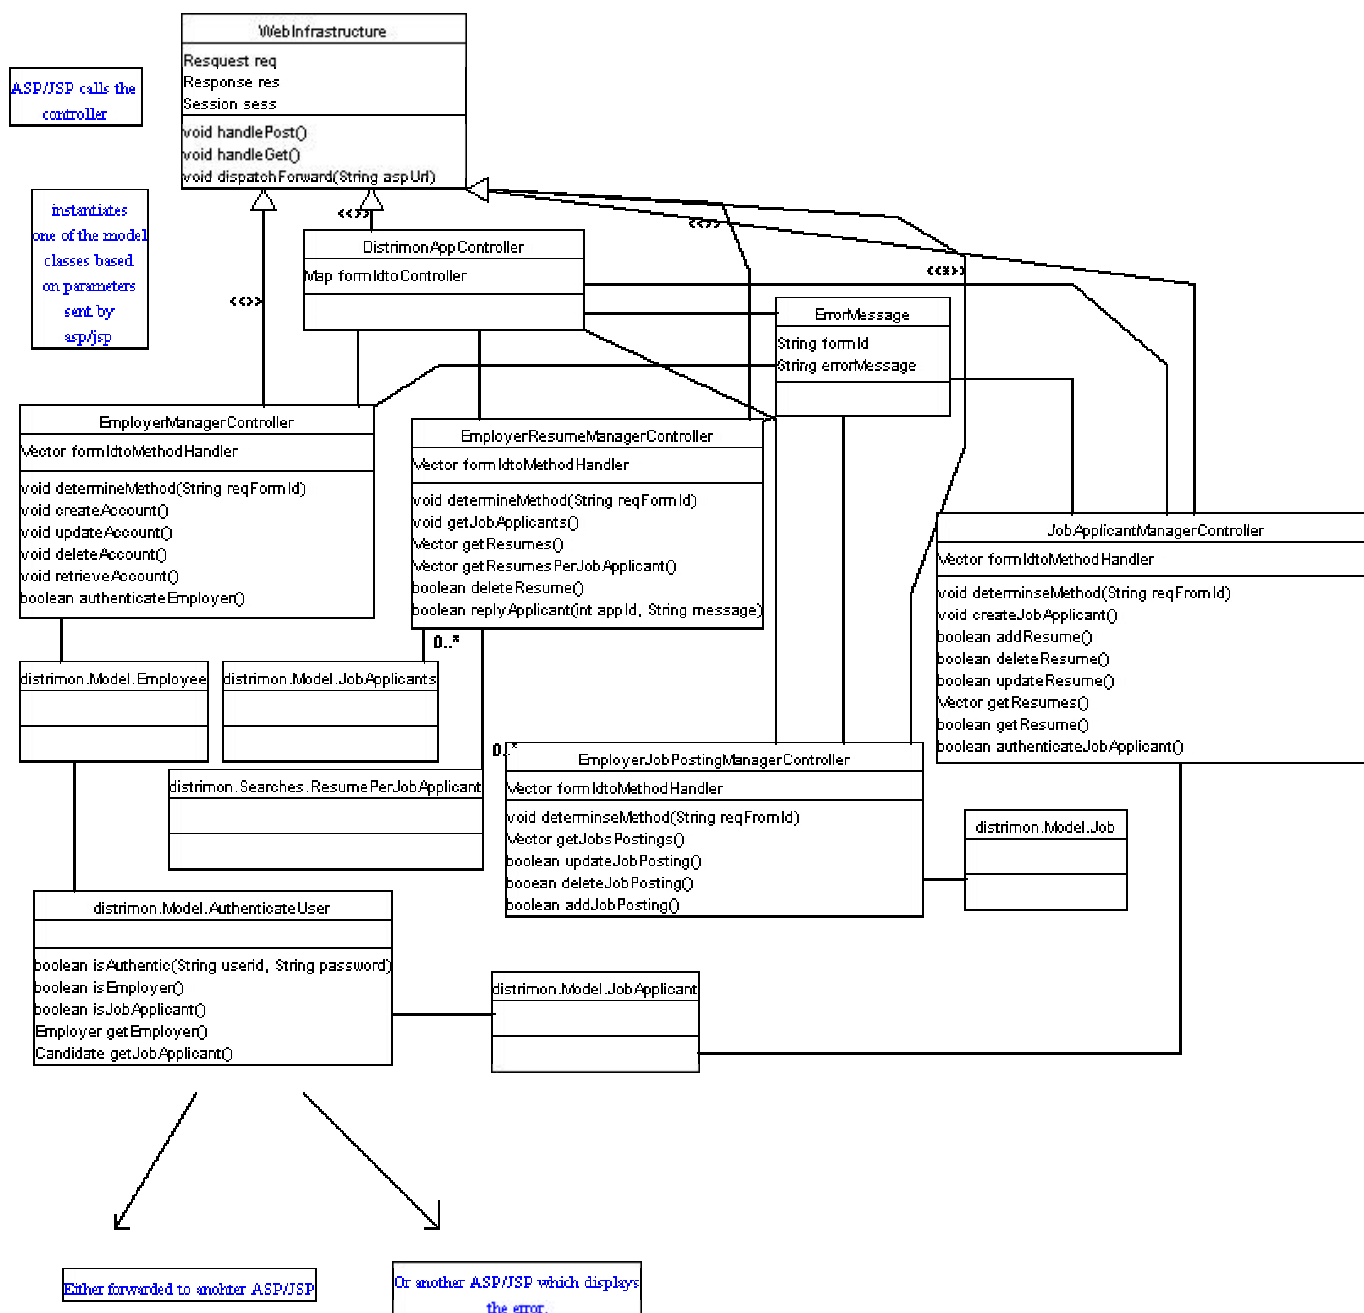 WebInfrastructure
Resquest req
Response res
Session sess
void handlePost()
void handleGet()
void dispatchForward(String aspUrl)
ASP/JSP calls the
controller
instantiates
one of the model
classes based
on parameters
sent by
asp/jsp
<<>>
<<>>
<<>>
<<*>>
DistrimonAppController
Map formIdtoController
ErrorMessage
String formId
String errorMessage
EmployerManagerController
Vector formIdtoMethodHandler
void determineMethod(String reqFormId)
void createAccount()
void updateAccount()
void deleteAccount()
void retrieveAccount()
boolean authenticateEmployer()
EmployerResumeManagerController
Vector formIdtoMethodHandler
void determineMethod(String reqFormId)
void getJobApplicants()
Vector getResumes()
Vector getResumesPerJobApplicant()
boolean deleteResume()
boolean replyApplicant(int appId, String message)
0..*
JobApplicantManagerController
Vector formIdtoMethodHandler
void determinseMethod(String reqFromId)
void createJobApplicant()
boolean addResume()
boolean deleteResume()
boolean updateResume()
Vector getResumes()
boolean getResume()
boolean authenticateJobApplicant()
distrimon.Model.Employee
distrimon.Model.JobApplicants
distrimon.Searches.ResumePerJobApplicant
0..*
EmployerJobPostingManagerController
Vector formIdtoMethodHandler
void determinseMethod(String reqFromId)
Vector getJobsPostings()
boolean updateJobPosting()
booean deleteJobPosting()
boolean addJobPosting()
distrimon.Model.Job
distrimon.Model.AuthenticateUser
boolean isAuthentic(String userid, String password)
boolean isEmployer()
boolean isJobApplicant()
Employer getEmployer()
Candidate getJobApplicant()
distrimon.Model.JobApplicant
Either forwarded to anohter ASP/JSP
Or another ASP/JSP which displays
the error.